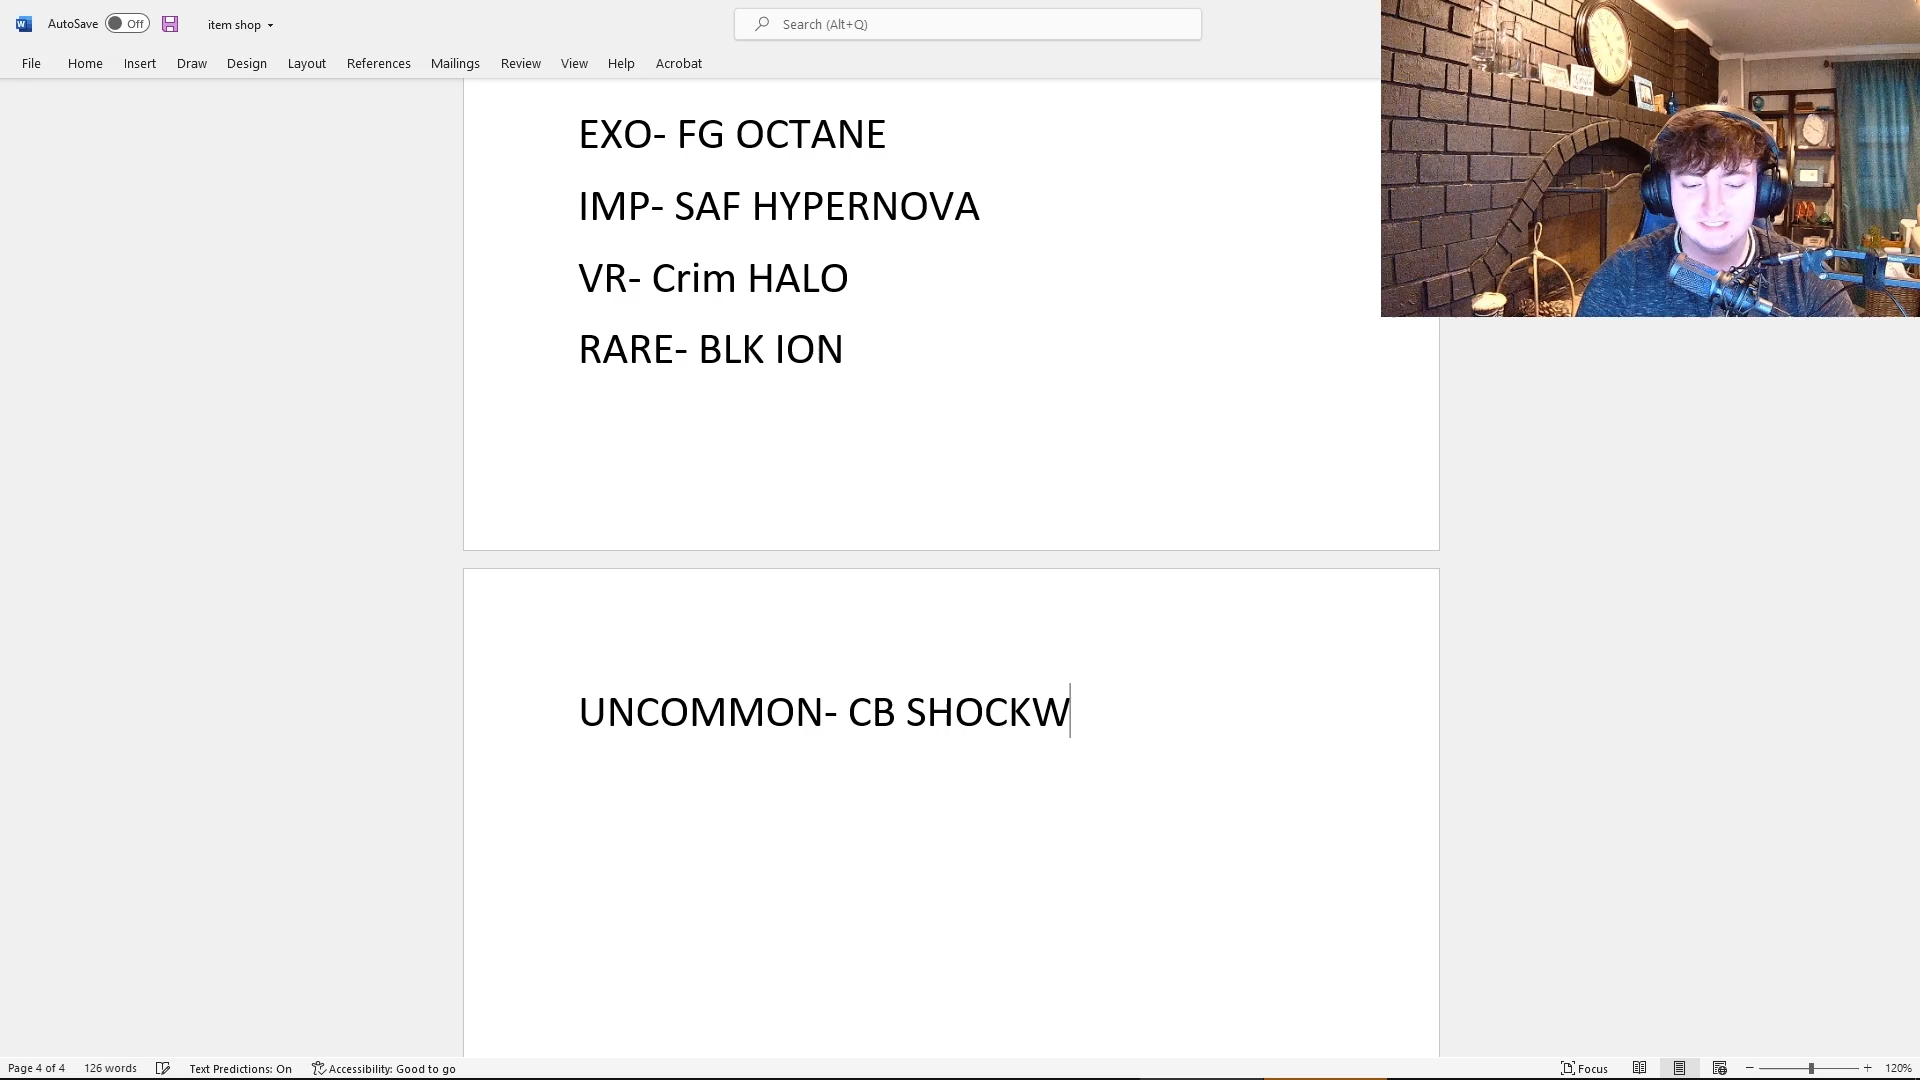 AutoSave Off item shop Search (Alt+Q)
File Home Insert Draw Design Layout References Mailings Review View Help Acrobat
EXO- FG OCTANE
IMP- SAF HYPERNOVA
VR- Crim HALO
RARE- BLK ION
UNCOMMON- CB SHOCKW
Page 4 of 4 126 words Text Predictions: On Accessibility: Good to go Focus 120%